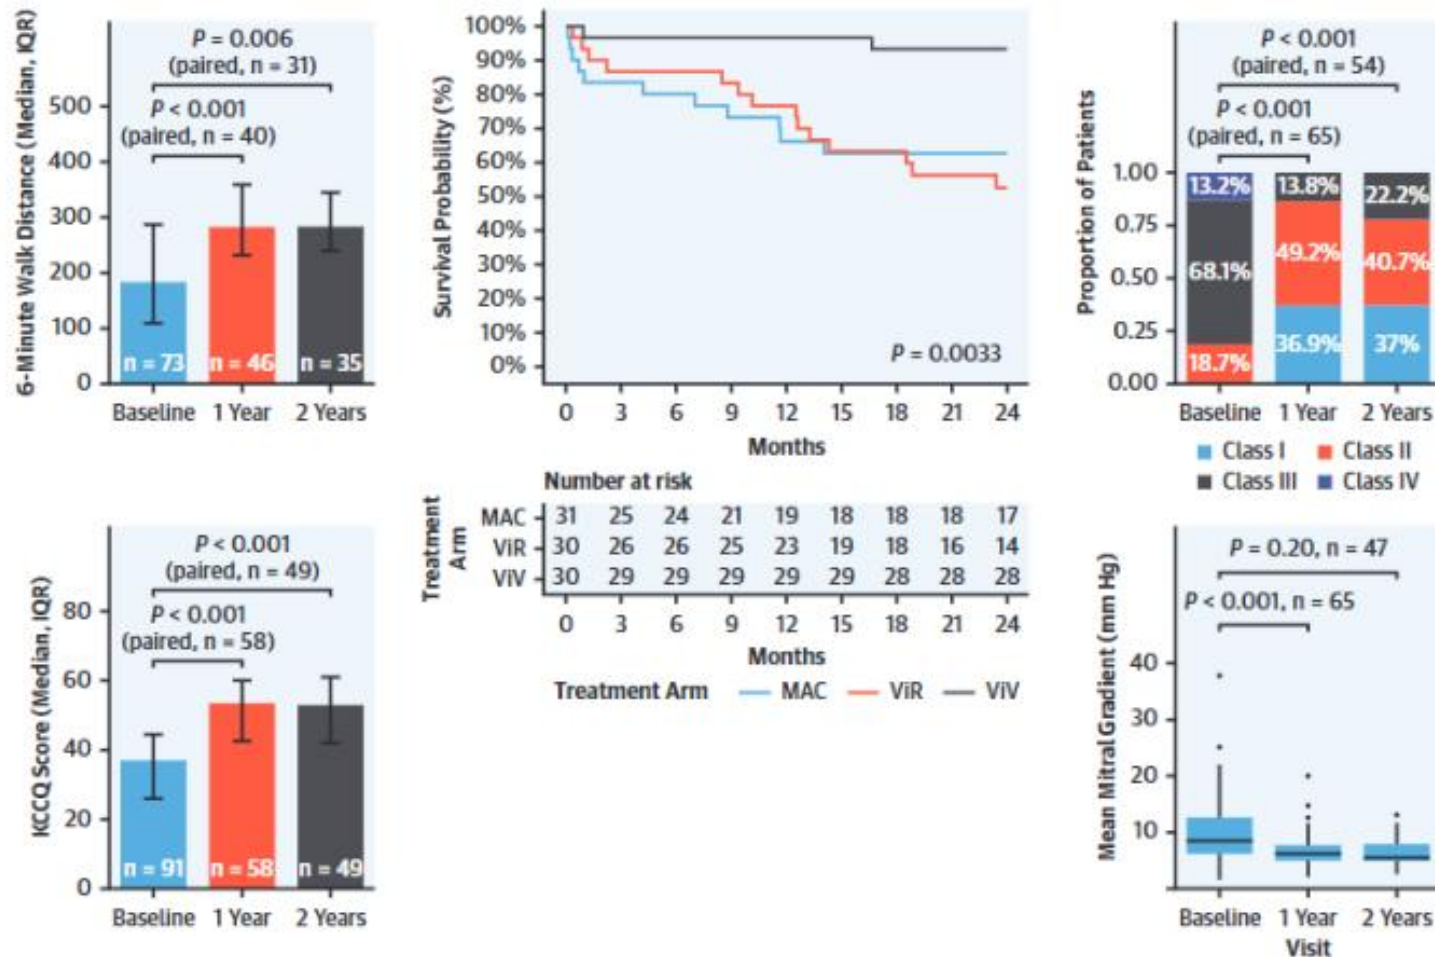 6-Minute Walk Distance (Median, IQR)
P = 0.006
(paired, n = 31)
P < 0.001
(paired, n = 40)
500
400
300
200
100
0
n = 73
n = 46
n = 35
Baseline 1 Year 2 Years
Survival Probability (%)
100%
90%
80%
70%
60%
50%
40%
30%
20%
10%
0%
P = 0.0033
0 3 6 9 12 15 18 21 24
Months
Number at risk
Treatment Arm
MAC 31 25 24 21 19 18 18 18 17
ViR 30 26 26 25 23 19 18 16 14
ViV 30 29 29 29 29 29 28 28 28
0 3 6 9 12 15 18 21 24
Months
Treatment Arm MAC ViR ViV
Proportion of Patients
P < 0.001
(paired, n = 54)
P < 0.001
(paired, n = 65)
1.00
0.75
0.50
0.25
0.00
13.2% 13.8% 22.2%
68.1% 49.2% 40.7%
18.7% 36.9% 37%
Baseline 1 Year 2 Years
Class I Class II
Class III Class IV
KCCQ Score (Median, IQR)
P < 0.001
(paired, n = 49)
P < 0.001
(paired, n = 58)
80
60
40
20
0
n = 91
n = 58
n = 49
Baseline 1 Year 2 Years
Mean Mitral Gradient (mm Hg)
P = 0.20, n = 47
P < 0.001, n = 65
40
30
20
10
Baseline 1 Year 2 Years
Visit